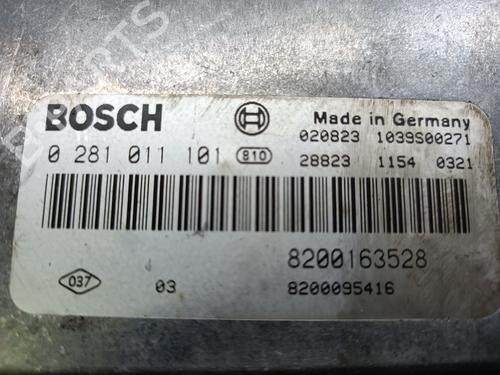 BOSCH
Made in Germany
020823 1039S00271
0 281 011 101 810
28823 1154 0321
8200163528
037 03
8200095416